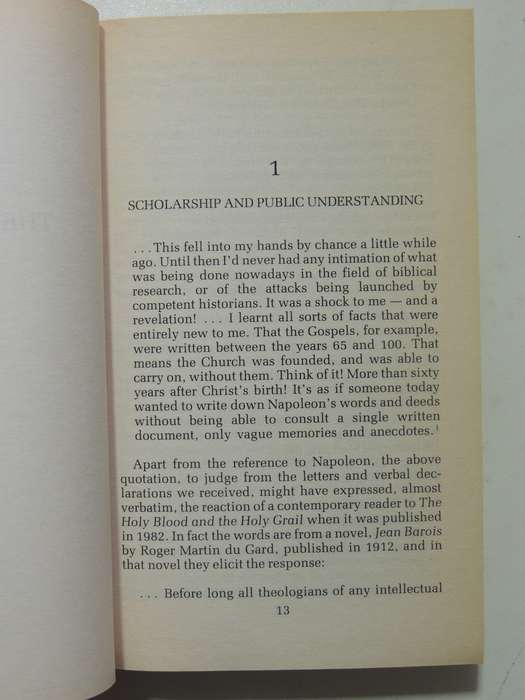 1
SCHOLARSHIP AND PUBLIC UNDERSTANDING
. . . This fell into my hands by chance a little while
ago. Until then I'd never had any intimation of what
was being done nowadays in the field of biblical
research, or of the attacks being launched by
competent historians. It was a shock to me — and a
revelation! . . . I learnt all sorts of facts that were
entirely new to me. That the Gospels, for example,
were written between the years 65 and 100. That
means the Church was founded, and was able to
carry on, without them. Think of it! More than sixty
years after Christ's birth! It's as if someone today
wanted to write down Napoleon's words and deeds
without being able to consult a single written
document, only vague memories and anecdotes.¹
Apart from the reference to Napoleon, the above
quotation, to judge from the letters and verbal dec-
larations we received, might have expressed, almost
verbatim, the reaction of a contemporary reader to The
Holy Blood and the Holy Grail when it was published
in 1982. In fact the words are from a novel, Jean Barois
by Roger Martin du Gard, published in 1912, and in
that novel they elicit the response:
. . . Before long all theologians of any intellectual
13